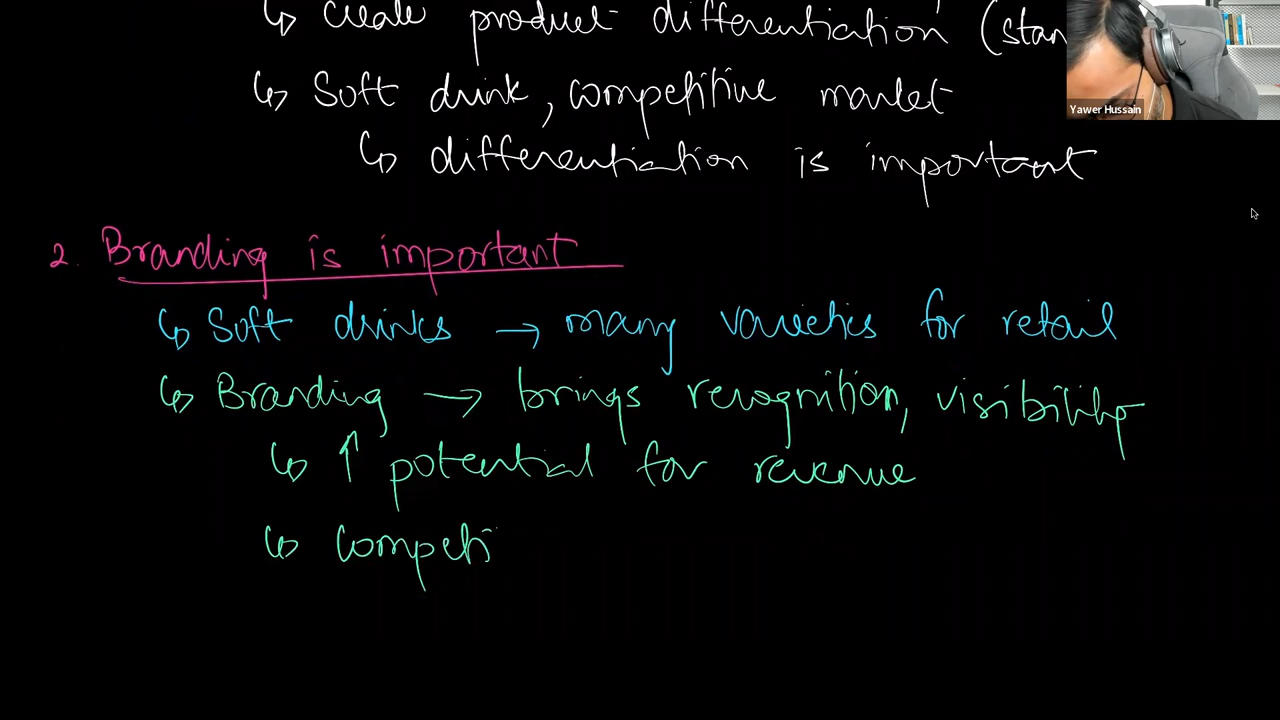 ↳ Create product differentiation (stan
↳ Soft drink, competitive market
↳ differentiation is important
Yawer Hussain
2. Branding is important
↳ Soft drinks → many varieties for retail
↳ Branding → brings recognition, visibility
↳ ↑ potential for revenue
↳ competi